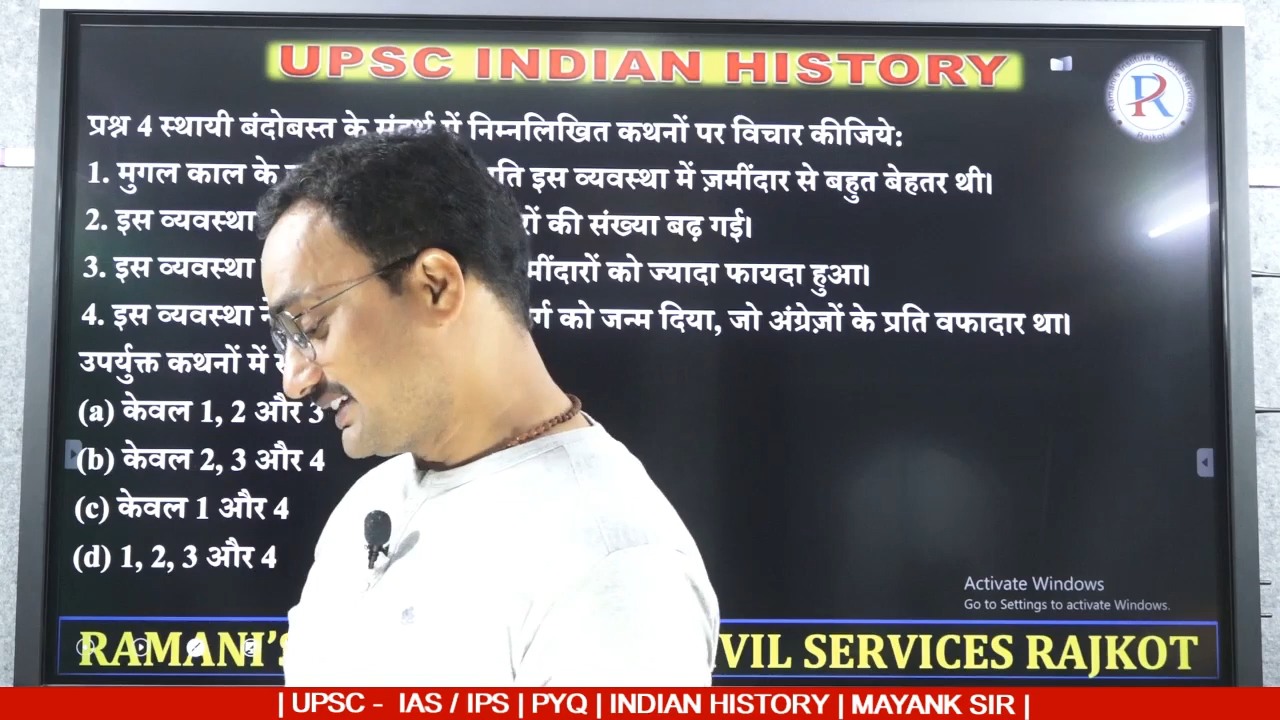 UPSC INDIAN HISTORY
प्रश्न 4 स्थायी बंदोबस्त के संदर्भ में निम्नलिखित कथनों पर विचार कीजिये:
1. मुगल काल के इस व्यवस्था में ज़मींदार से बहुत बेहतर थी।
2. इस व्यवस्था की संख्या बढ़ गई।
3. इस व्यवस्था को ज्यादा फायदा हुआ।
4. इस व्यवस्था को जन्म दिया, जो अंग्रेज़ों के प्रति वफादार था।
उपर्युक्त कथनों में
(a) केवल 1, 2 और 3
(b) केवल 2, 3 और 4
(c) केवल 1 और 4
(d) 1, 2, 3 और 4
Activate Windows
Go to Settings to activate Windows.
RAMANI'S VIL SERVICES RAJKOT
| UPSC - IAS / IPS | PYQ | INDIAN HISTORY | MAYANK SIR |